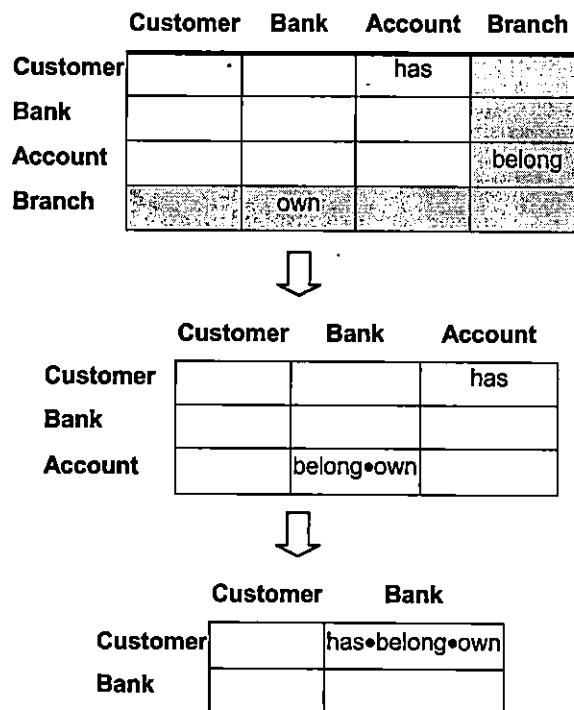 Customer Bank Account Branch
Customer has
Bank
Account belong
Branch own
Customer Bank Account
Customer has
Bank
Account belong•own
Customer Bank
Customer has•belong•own
Bank